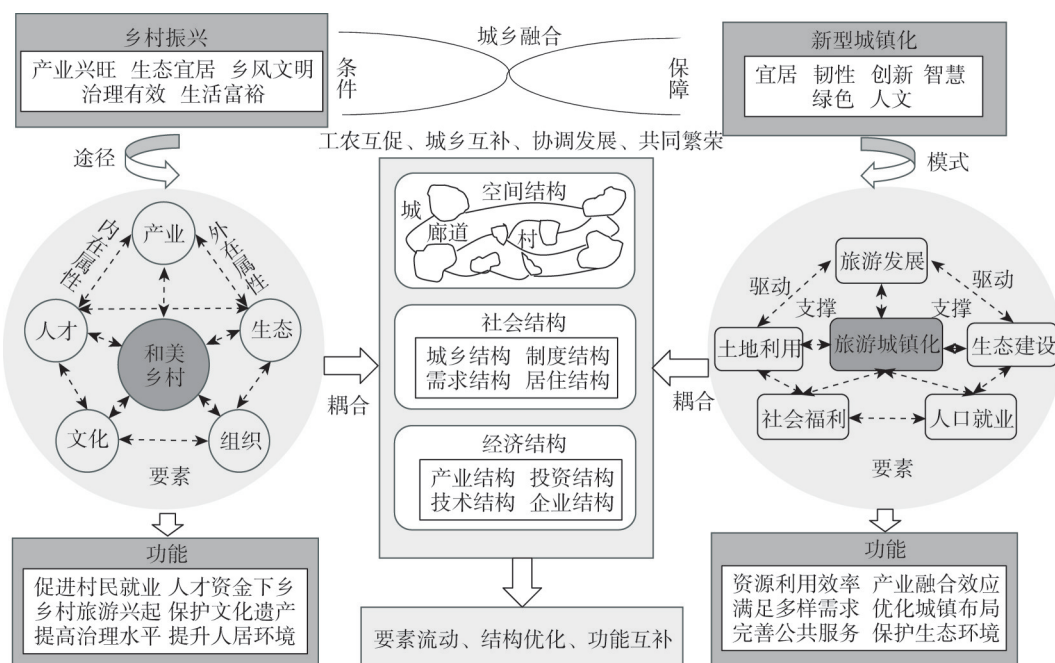 乡村振兴
产业兴旺 生态宜居 乡风文明
治理有效 生活富裕
城乡融合
条件
保障
工农互促、城乡互补、协调发展、共同繁荣
新型城镇化
宜居 韧性 创新 智慧
绿色 人文
途径
模式
产业
内在属性
外在属性
人才
生态
和美
乡村
文化
组织
要素
耦合
空间结构
城
廊道
村
社会结构
城乡结构 制度结构
需求结构 居住结构
经济结构
产业结构 投资结构
技术结构 企业结构
耦合
旅游发展
驱动
驱动
支撑
支撑
土地利用
旅游城镇化
生态建设
社会福利
人口就业
要素
功能
促进村民就业 人才资金下乡
乡村旅游兴起 保护文化遗产
提高治理水平 提升人居环境
要素流动、结构优化、功能互补
功能
资源利用效率 产业融合效应
满足多样需求 优化城镇布局
完善公共服务 保护生态环境